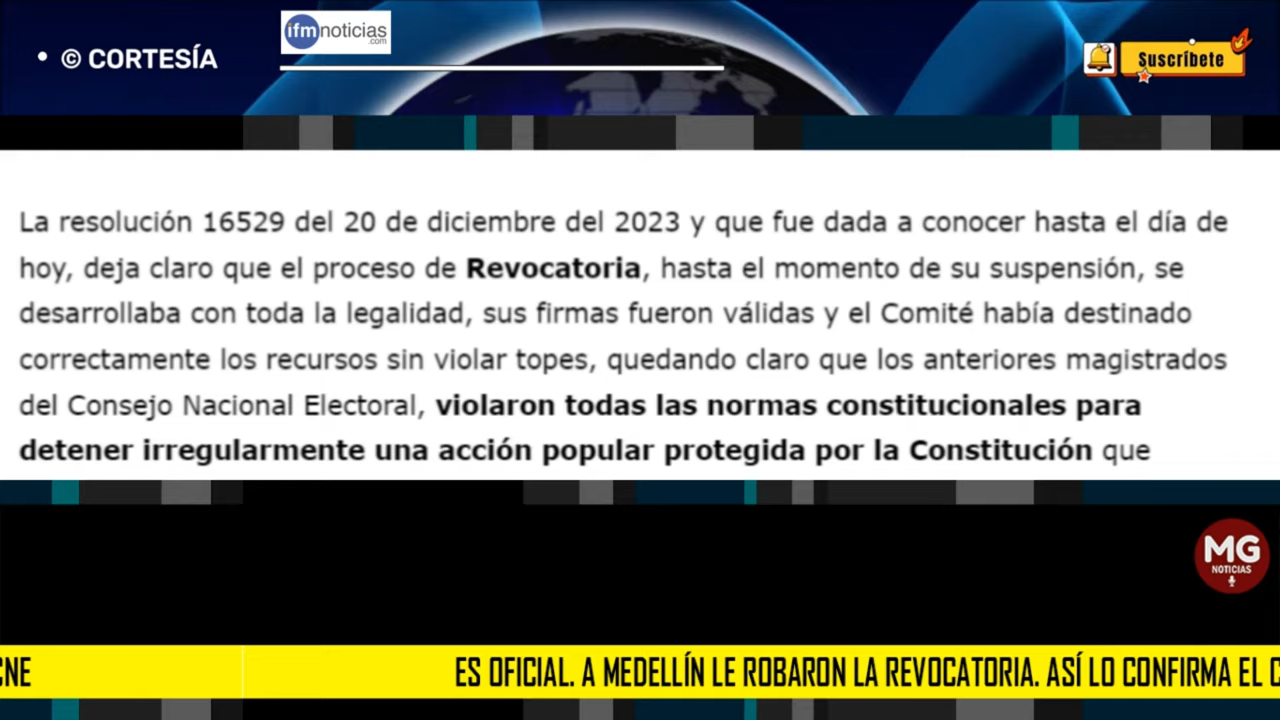 • © CORTESÍA
ifmnoticias
.com
Suscríbete
La resolución 16529 del 20 de diciembre del 2023 y que fue dada a conocer hasta el día de
hoy, deja claro que el proceso de Revocatoria, hasta el momento de su suspensión, se
desarrollaba con toda la legalidad, sus firmas fueron válidas y el Comité había destinado
correctamente los recursos sin violar topes, quedando claro que los anteriores magistrados
del Consejo Nacional Electoral, violaron todas las normas constitucionales para
detener irregularmente una acción popular protegida por la Constitución que
MG
NOTICIAS
CNE ES OFICIAL. A MEDELLÍN LE ROBARON LA REVOCATORIA. ASÍ LO CONFIRMA EL C